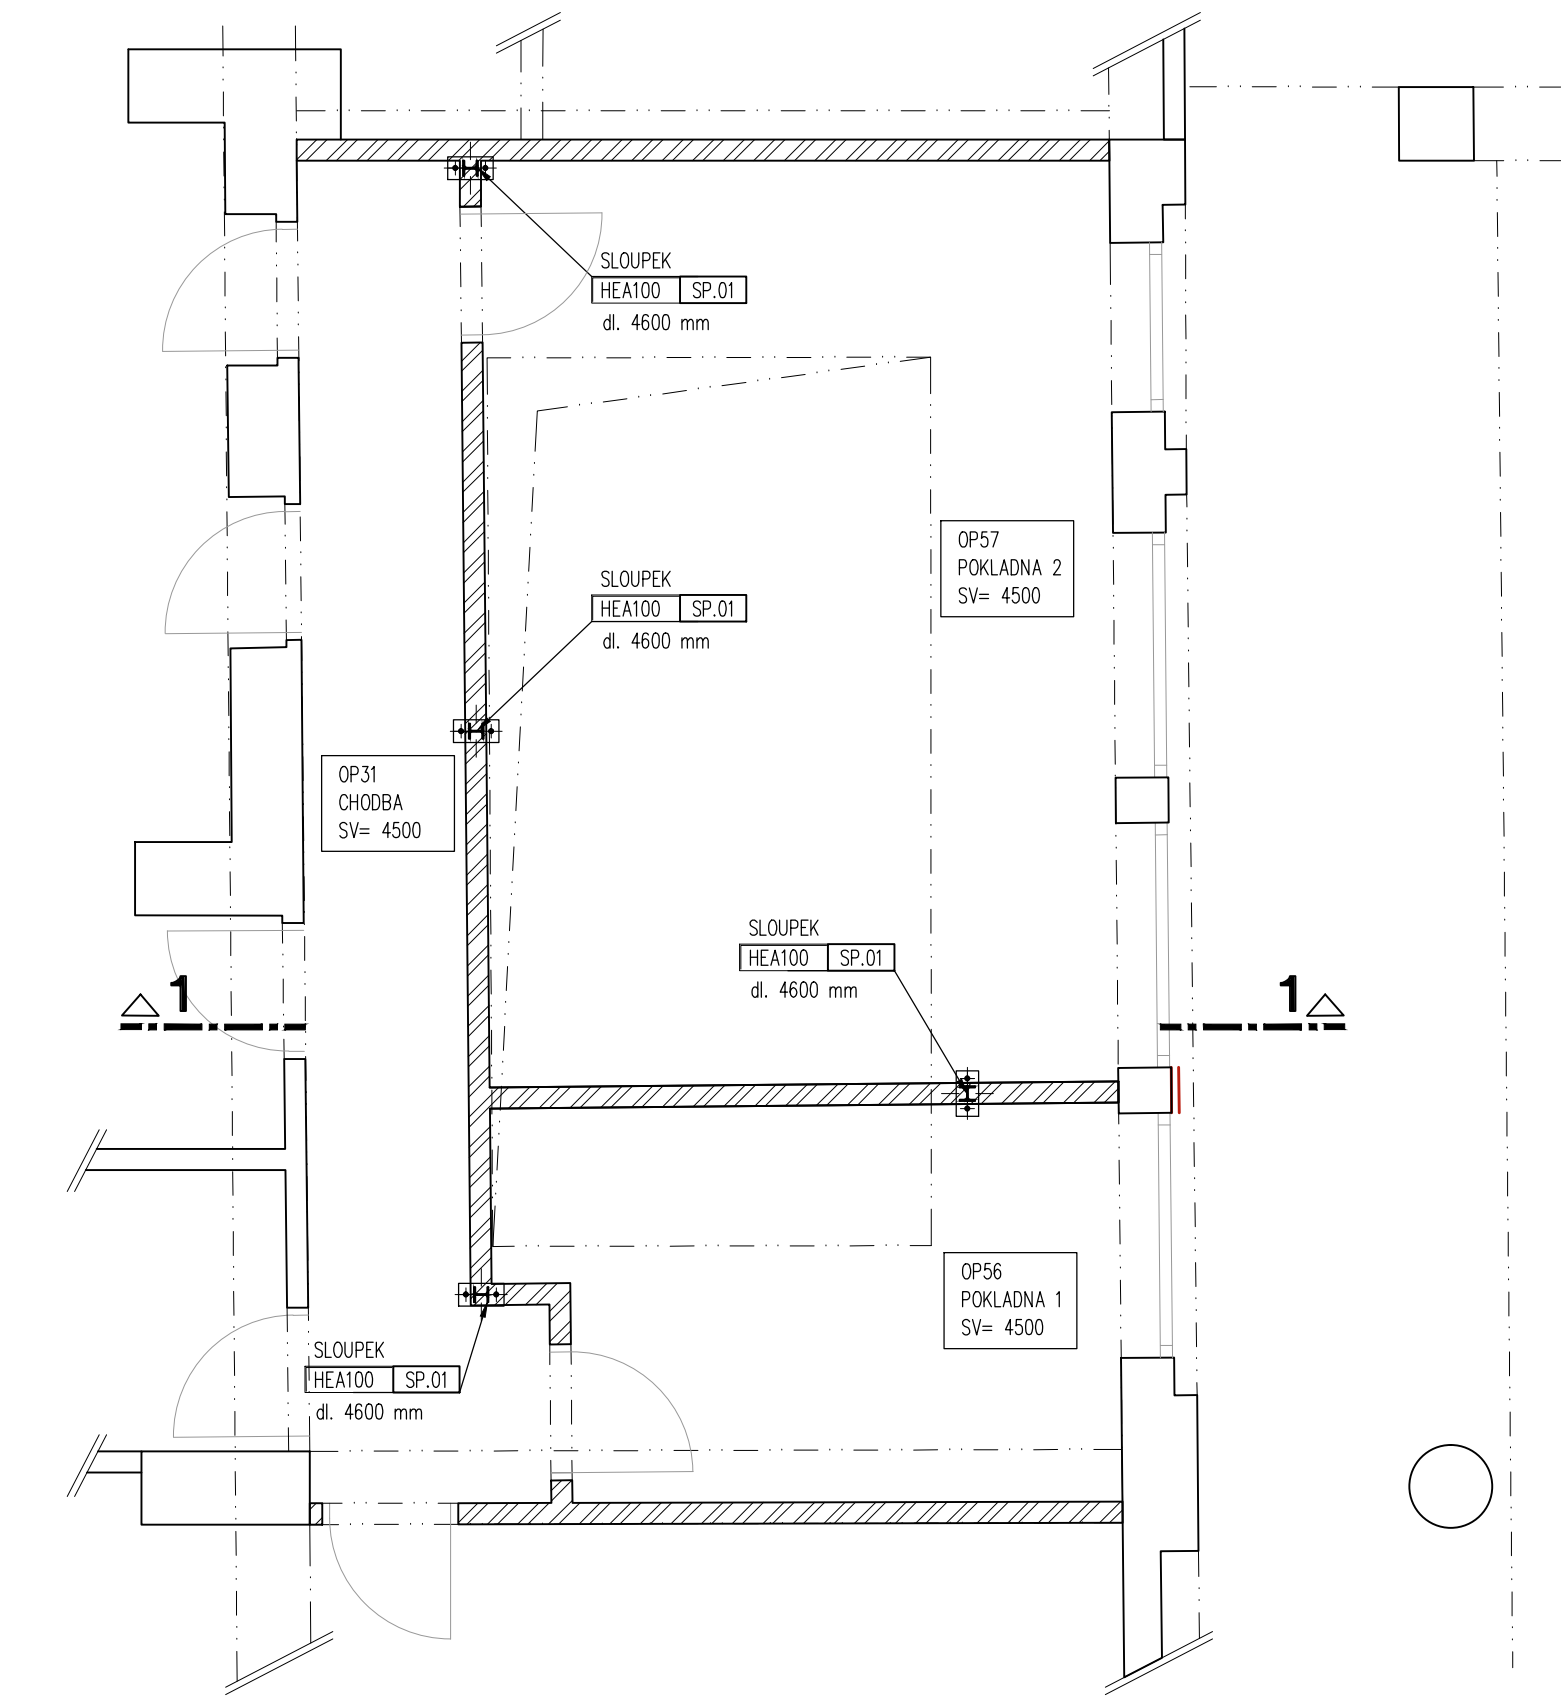 SLOUPEK
HEA100 SP.01
dl. 4600 mm
OP57
POKLADNA 2
SV= 4500
SLOUPEK
HEA100 SP.01
dl. 4600 mm
OP31
CHODBA
SV= 4500
SLOUPEK
HEA100 SP.01
dl. 4600 mm
1
1
OP56
POKLADNA 1
SV= 4500
SLOUPEK
HEA100 SP.01
dl. 4600 mm